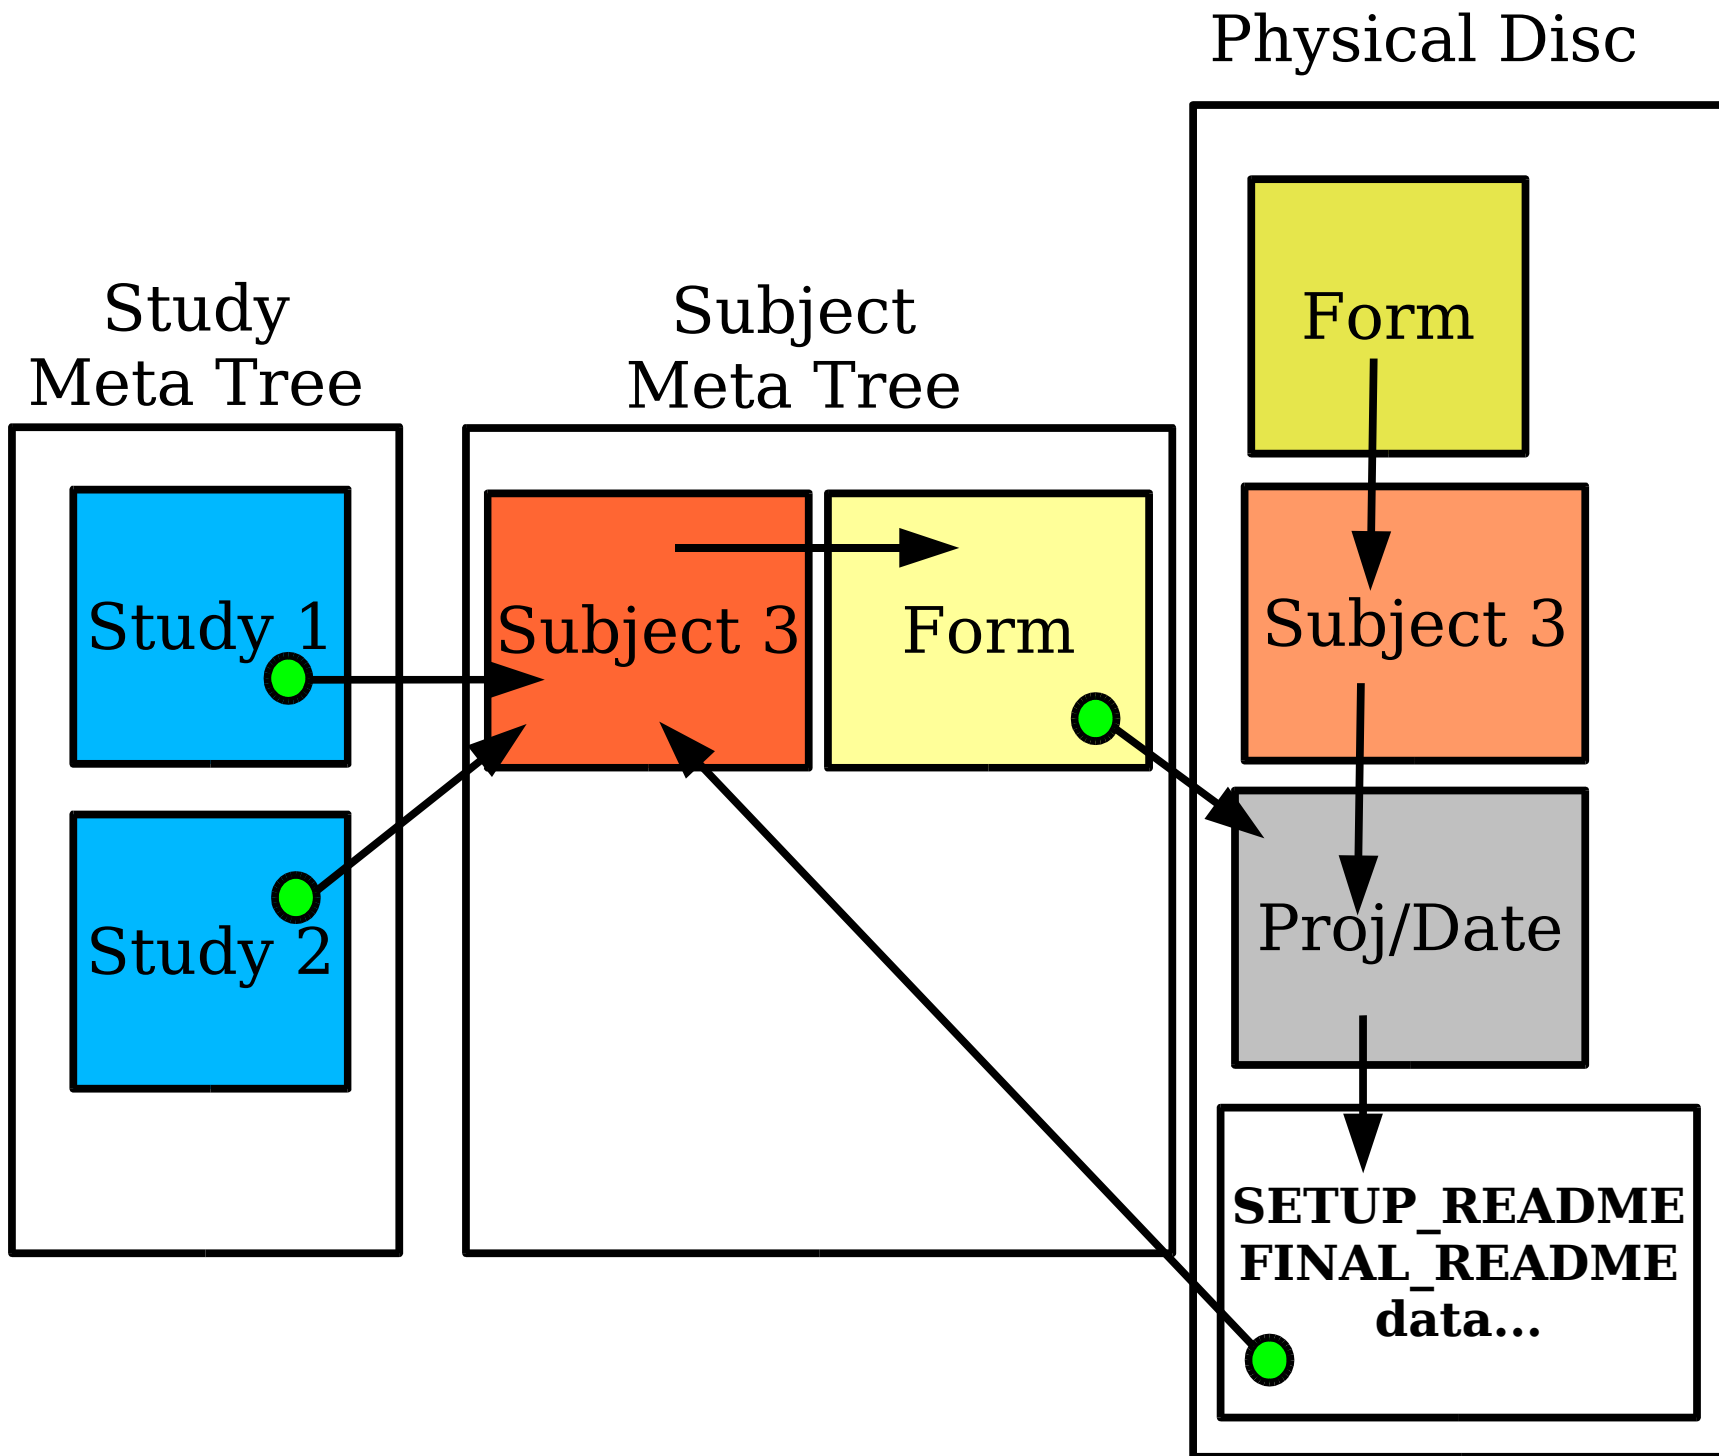 Physical Disc
Study
Meta Tree
Subject
Meta Tree
Form
Study 1
Subject 3
Form
Subject 3
Study 2
Proj/Date
SETUP_README
FINAL_README
data...